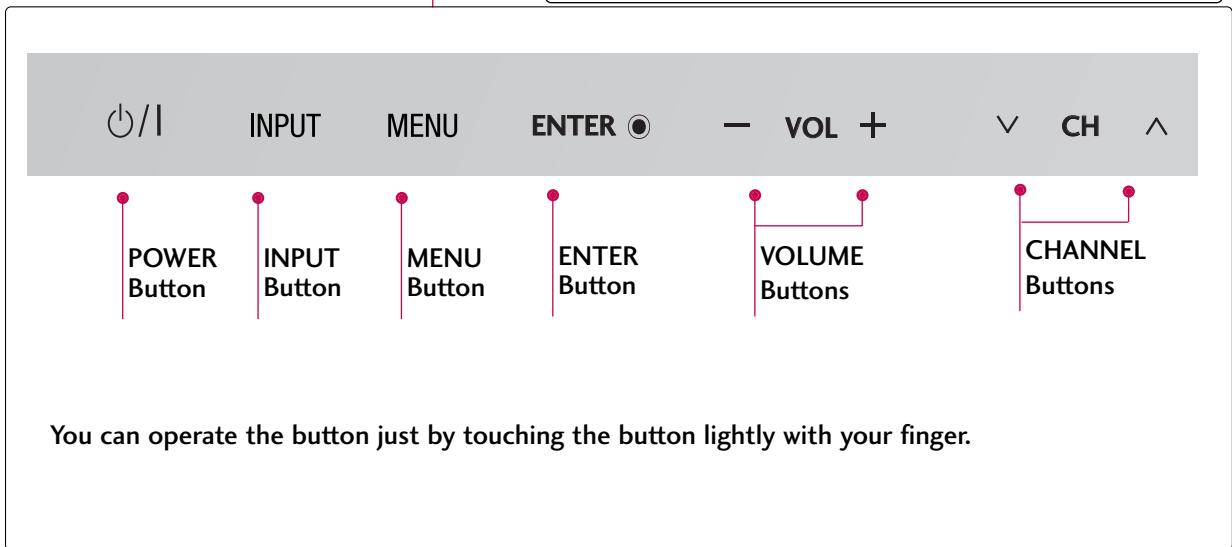 ⏻/I INPUT MENU ENTER ◉ − VOL + ∨ CH ∧
POWER Button
INPUT Button
MENU Button
ENTER Button
VOLUME Buttons
CHANNEL Buttons
You can operate the button just by touching the button lightly with your finger.